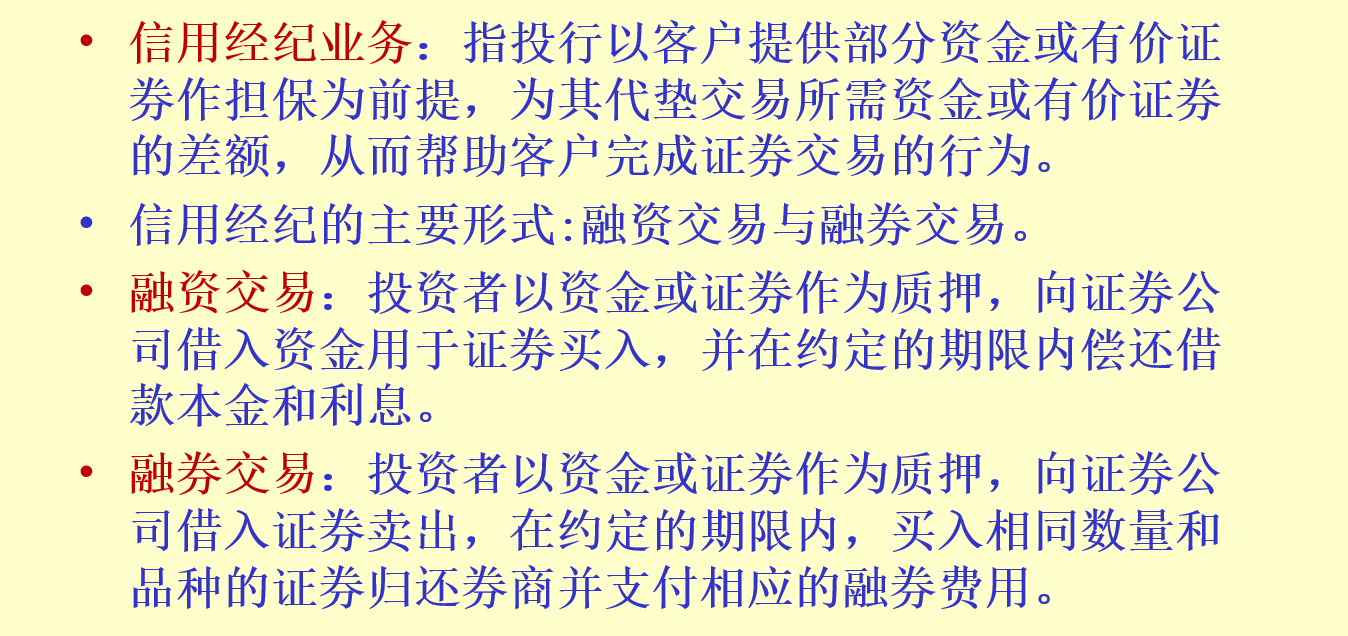 • 信用经纪业务：指投行以客户提供部分资金或有价证
券作担保为前提，为其代垫交易所需资金或有价证券
的差额，从而帮助客户完成证券交易的行为。
• 信用经纪的主要形式:融资交易与融券交易。
• 融资交易：投资者以资金或证券作为质押，向证券公
司借入资金用于证券买入，并在约定的期限内偿还借
款本金和利息。
• 融券交易：投资者以资金或证券作为质押，向证券公
司借入证券卖出，在约定的期限内，买入相同数量和
品种的证券归还券商并支付相应的融券费用。